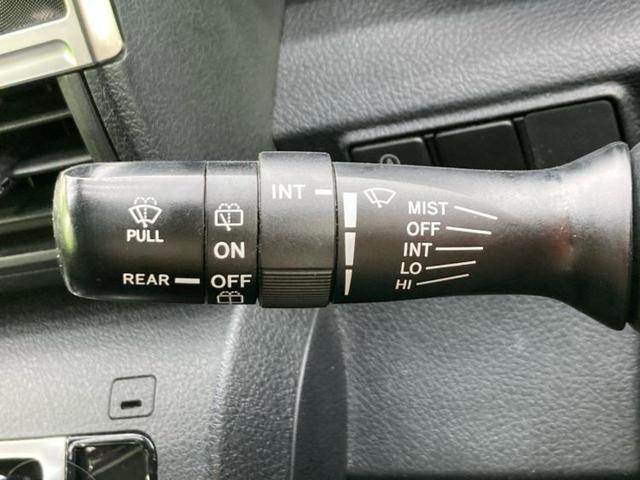 PULL
REAR
ON
OFF
INT
MIST
OFF
INT
LO
HI